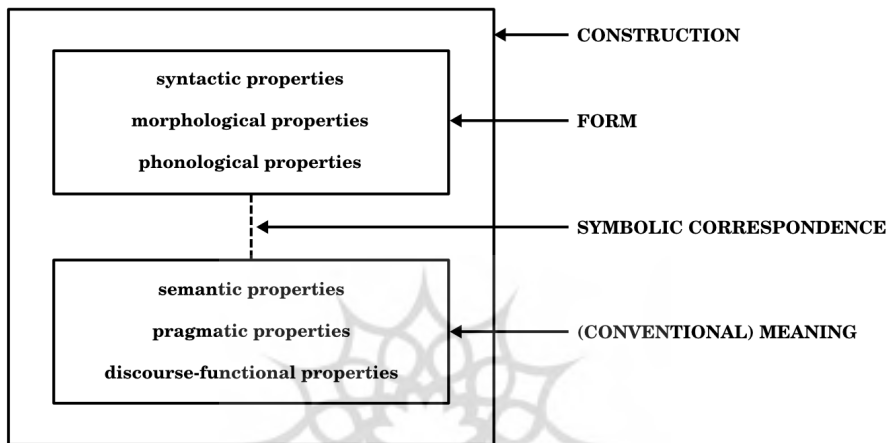 CONSTRUCTION
syntactic properties
morphological properties
phonological properties
FORM
SYMBOLIC CORRESPONDENCE
semantic properties
pragmatic properties
discourse-functional properties
(CONVENTIONAL) MEANING